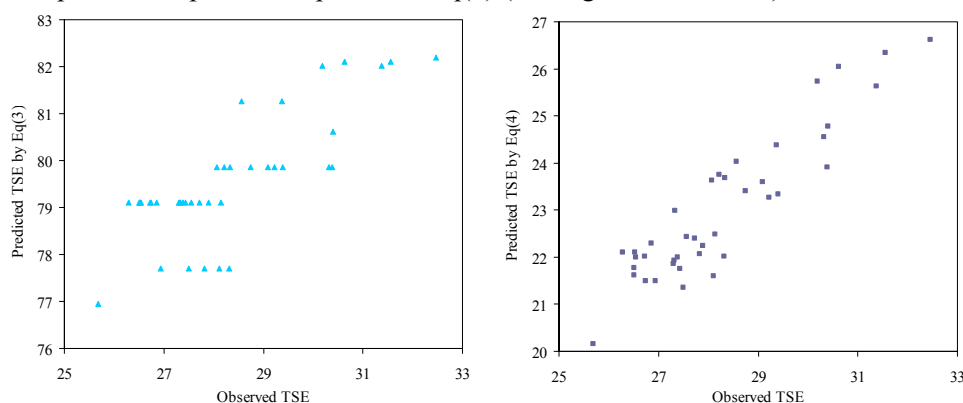 83
82
81
80
79
78
77
76
Predicted TSE by Eq(3)
25 27 29 31 33
Observed TSE
27
26
25
24
23
22
21
20
Predicted TSE by Eq(4)
25 27 29 31 33
Observed TSE